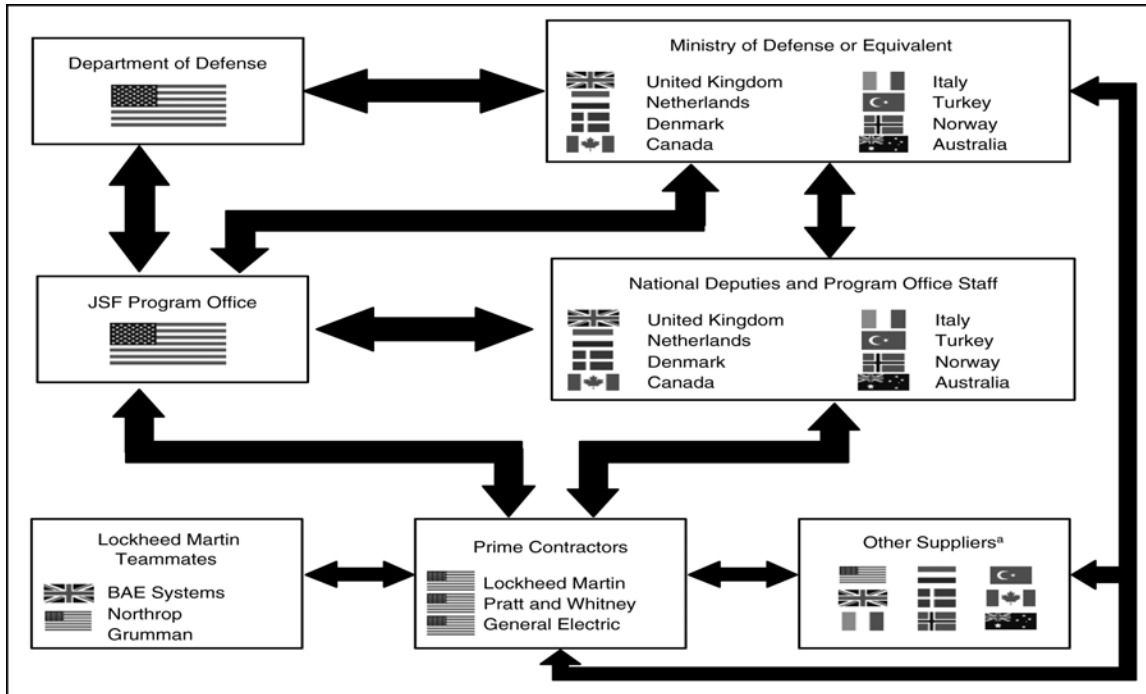 Department of Defense
Ministry of Defense or Equivalent
United Kingdom
Netherlands
Denmark
Canada
Italy
Turkey
Norway
Australia
JSF Program Office
National Deputies and Program Office Staff
United Kingdom
Netherlands
Denmark
Canada
Italy
Turkey
Norway
Australia
Lockheed Martin
Teammates
BAE Systems
Northrop
Grumman
Prime Contractors
Lockheed Martin
Pratt and Whitney
General Electric
Other Suppliersᵃ